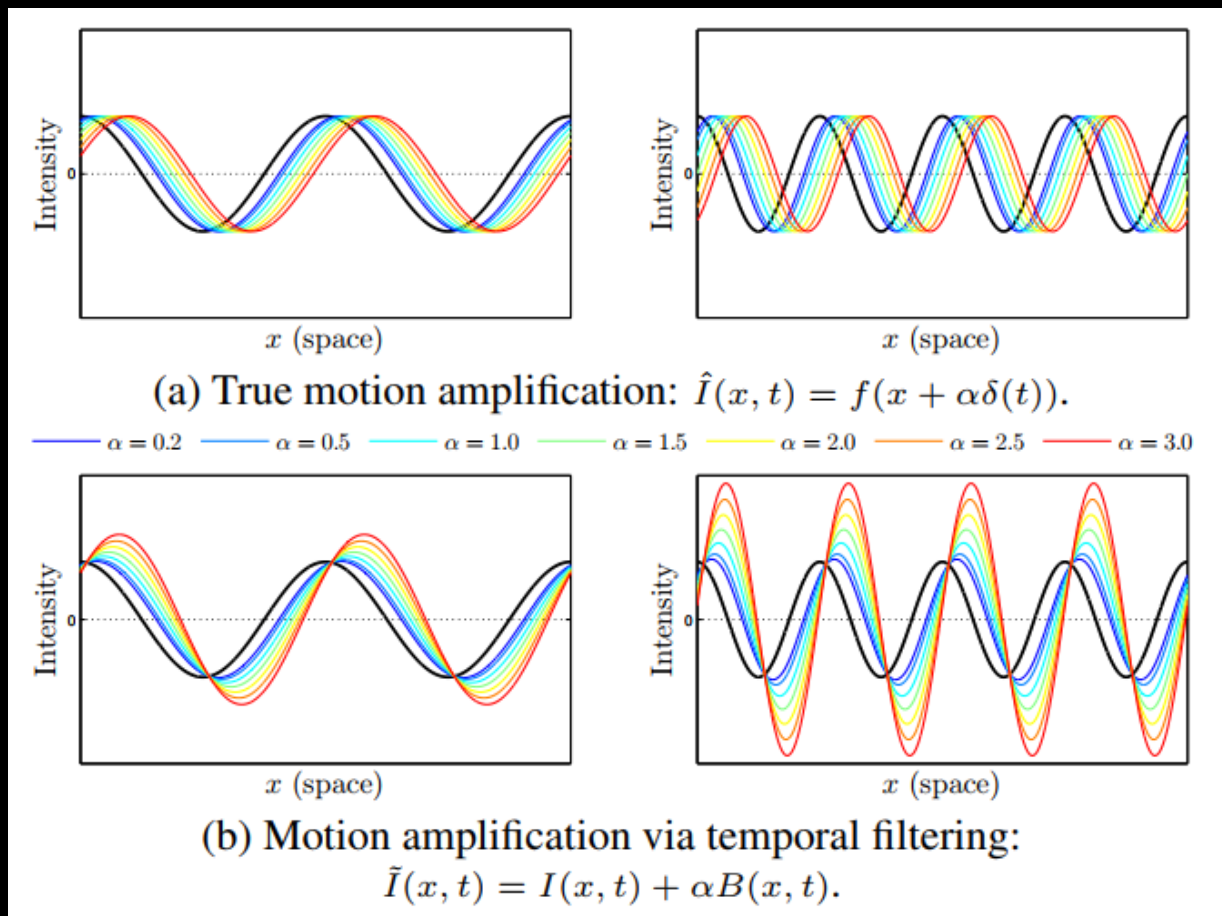 Intensity
0
x (space)
Intensity
0
x (space)
(a) True motion amplification: Î(x, t) = f(x + αδ(t)).
α = 0.2 α = 0.5 α = 1.0 α = 1.5 α = 2.0 α = 2.5 α = 3.0
Intensity
0
x (space)
Intensity
0
x (space)
(b) Motion amplification via temporal filtering:
Ĩ(x, t) = I(x, t) + αB(x, t).